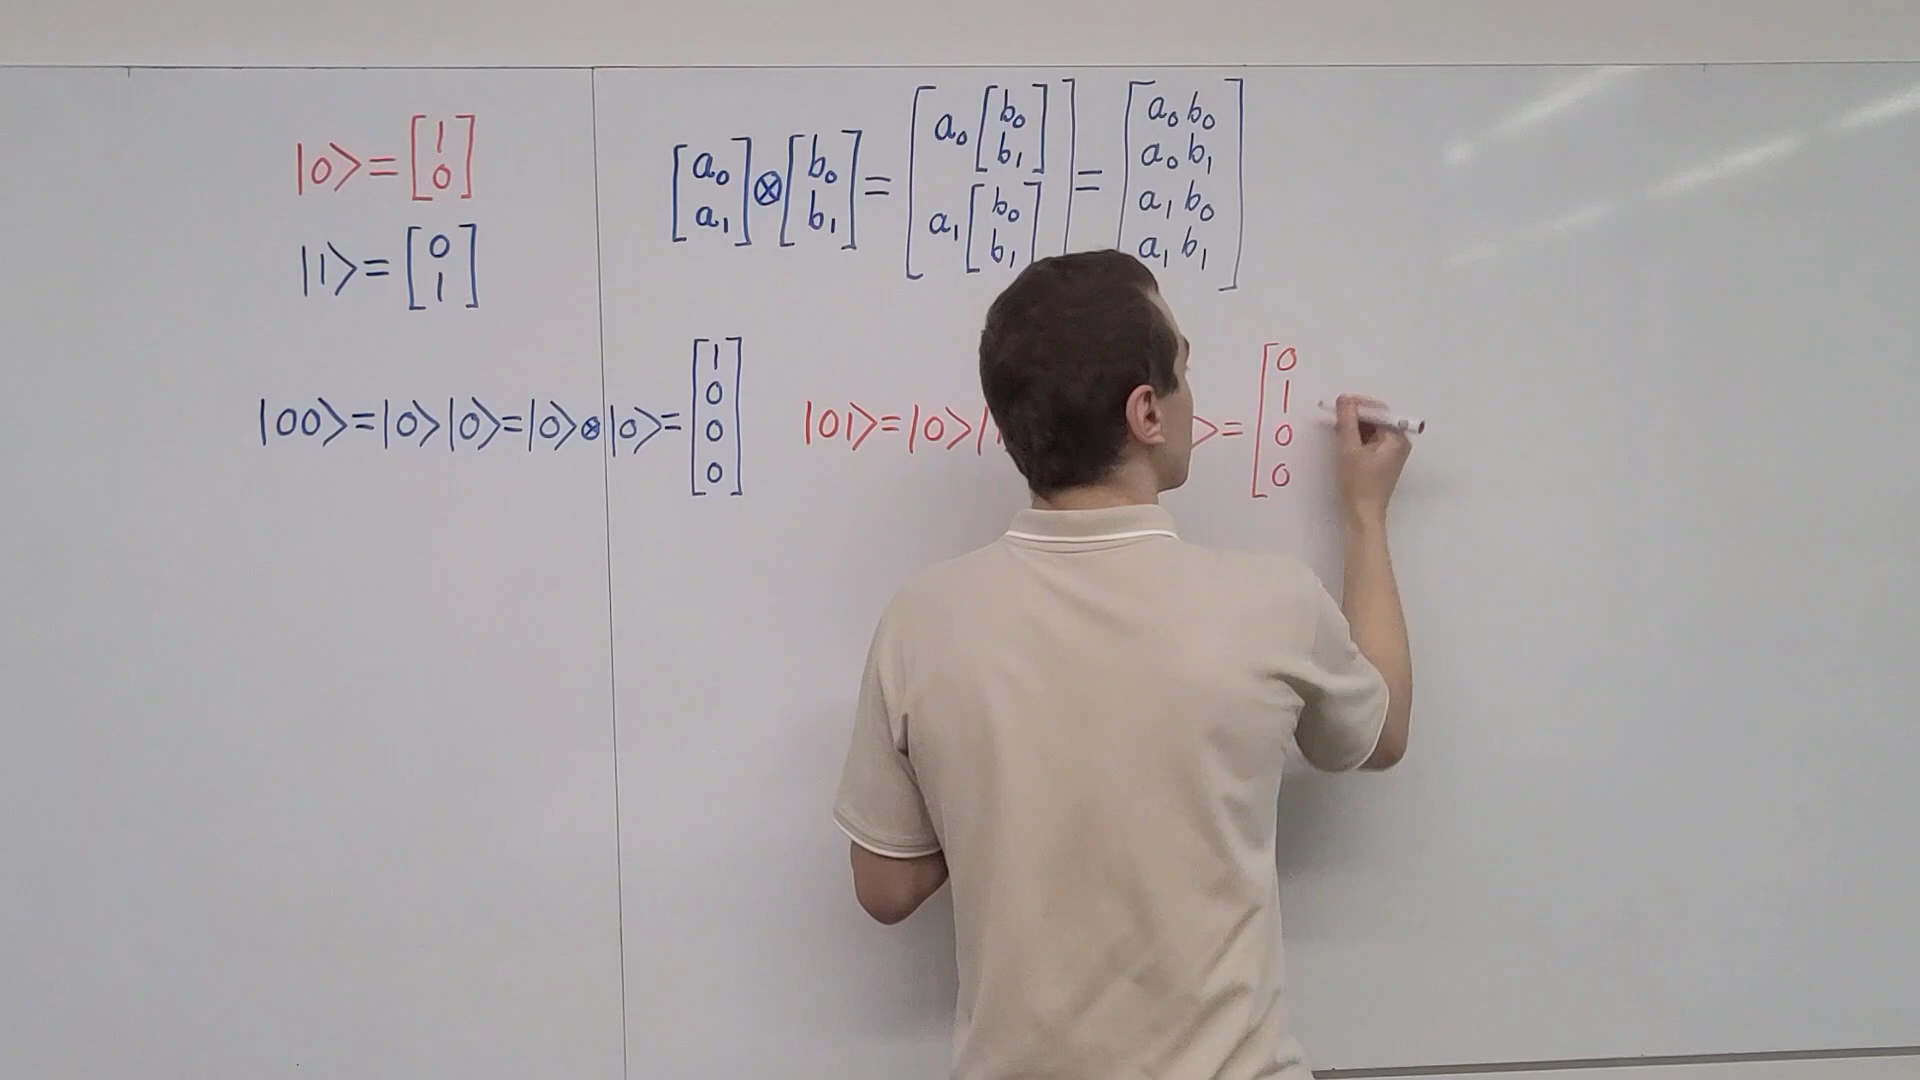 |0>=[1 0]
|1>=[0 1]
[a₀ a₁]⊗[b₀ b₁]=[a₀[b₀ b₁] a₁[b₀ b₁]]=[a₀b₀ a₀b₁ a₁b₀ a₁b₁]
|00>=|0>|0>=|0>⊗|0>=[1 0 0 0]
|01>=|0>| >=[0 1 0 0